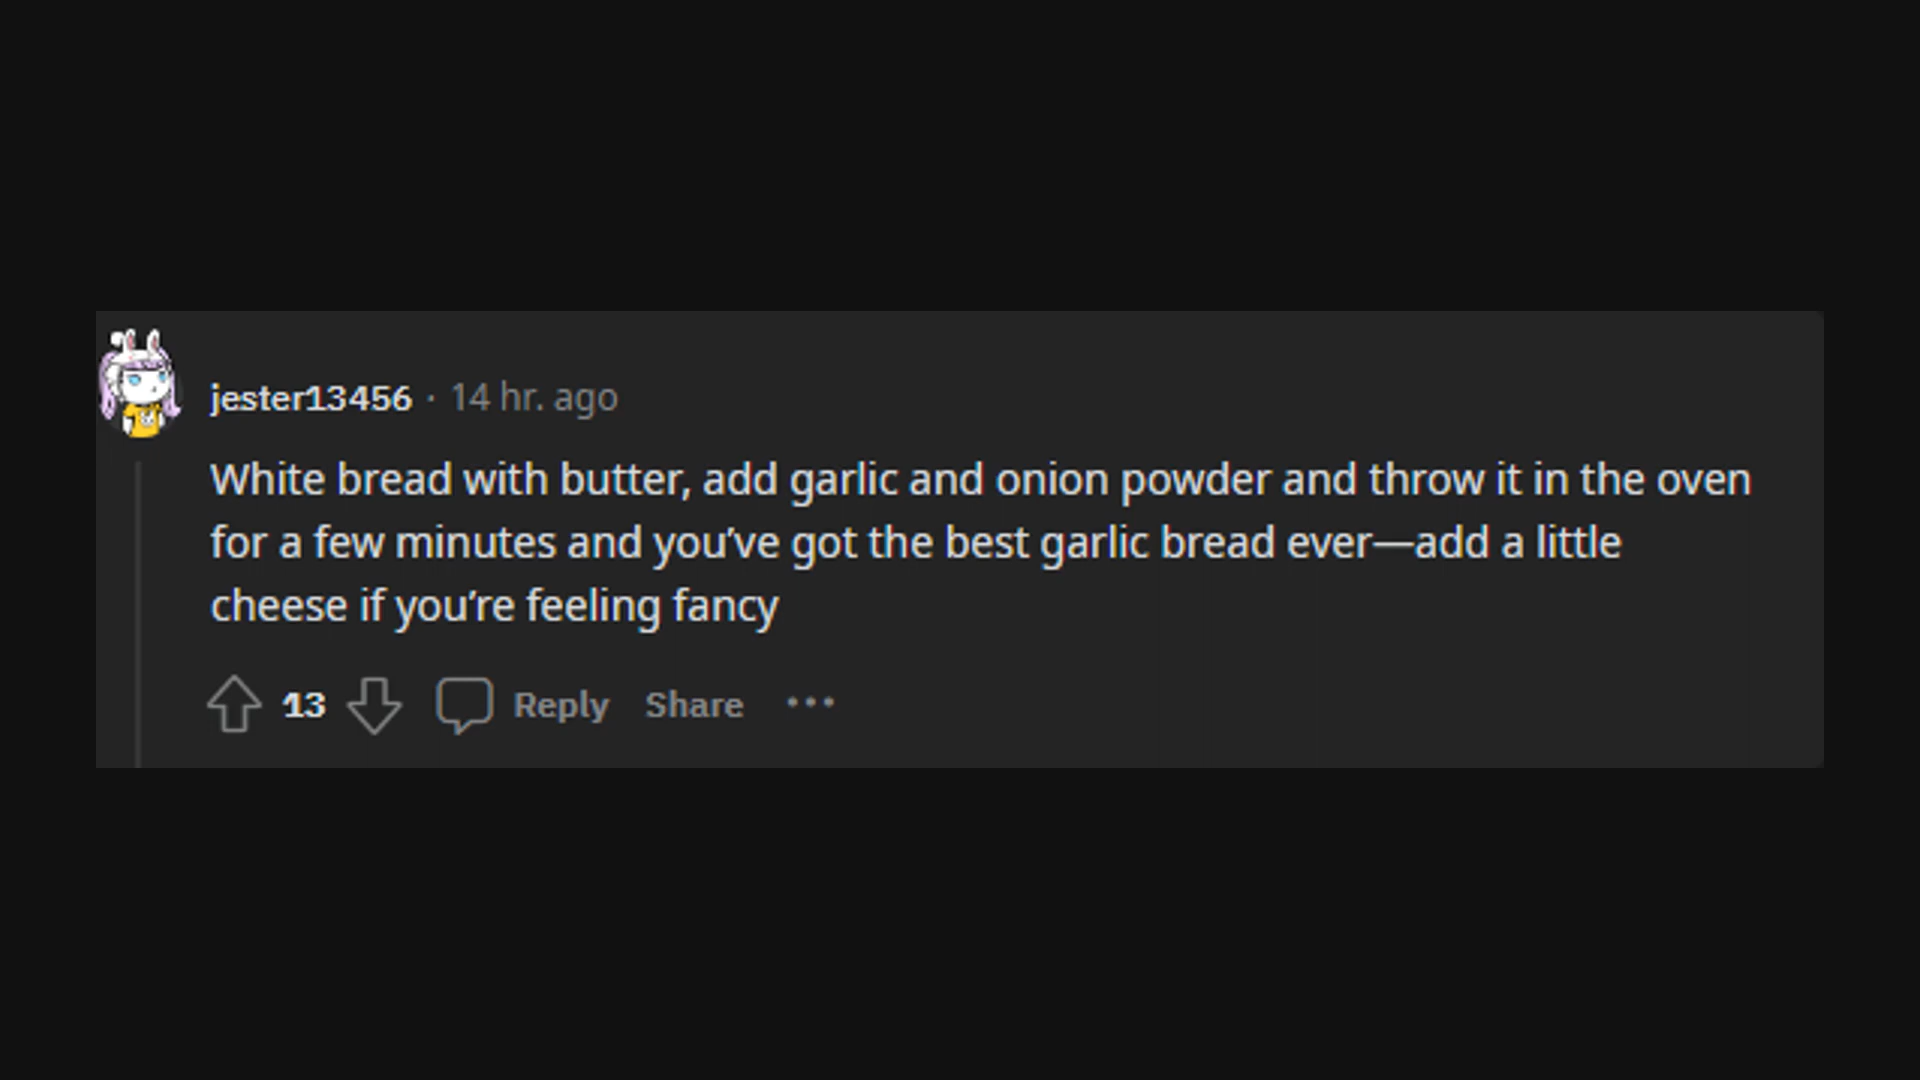 jester13456 · 14 hr. ago
White bread with butter, add garlic and onion powder and throw it in the oven
for a few minutes and you’ve got the best garlic bread ever—add a little
cheese if you’re feeling fancy
13 Reply Share ···